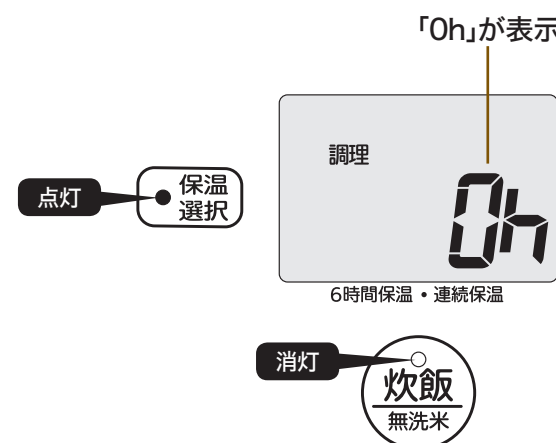 「0h」が表示
調理
0h
点灯
保温
選択
6時間保温・連続保温
消灯
炊飯
無洗米